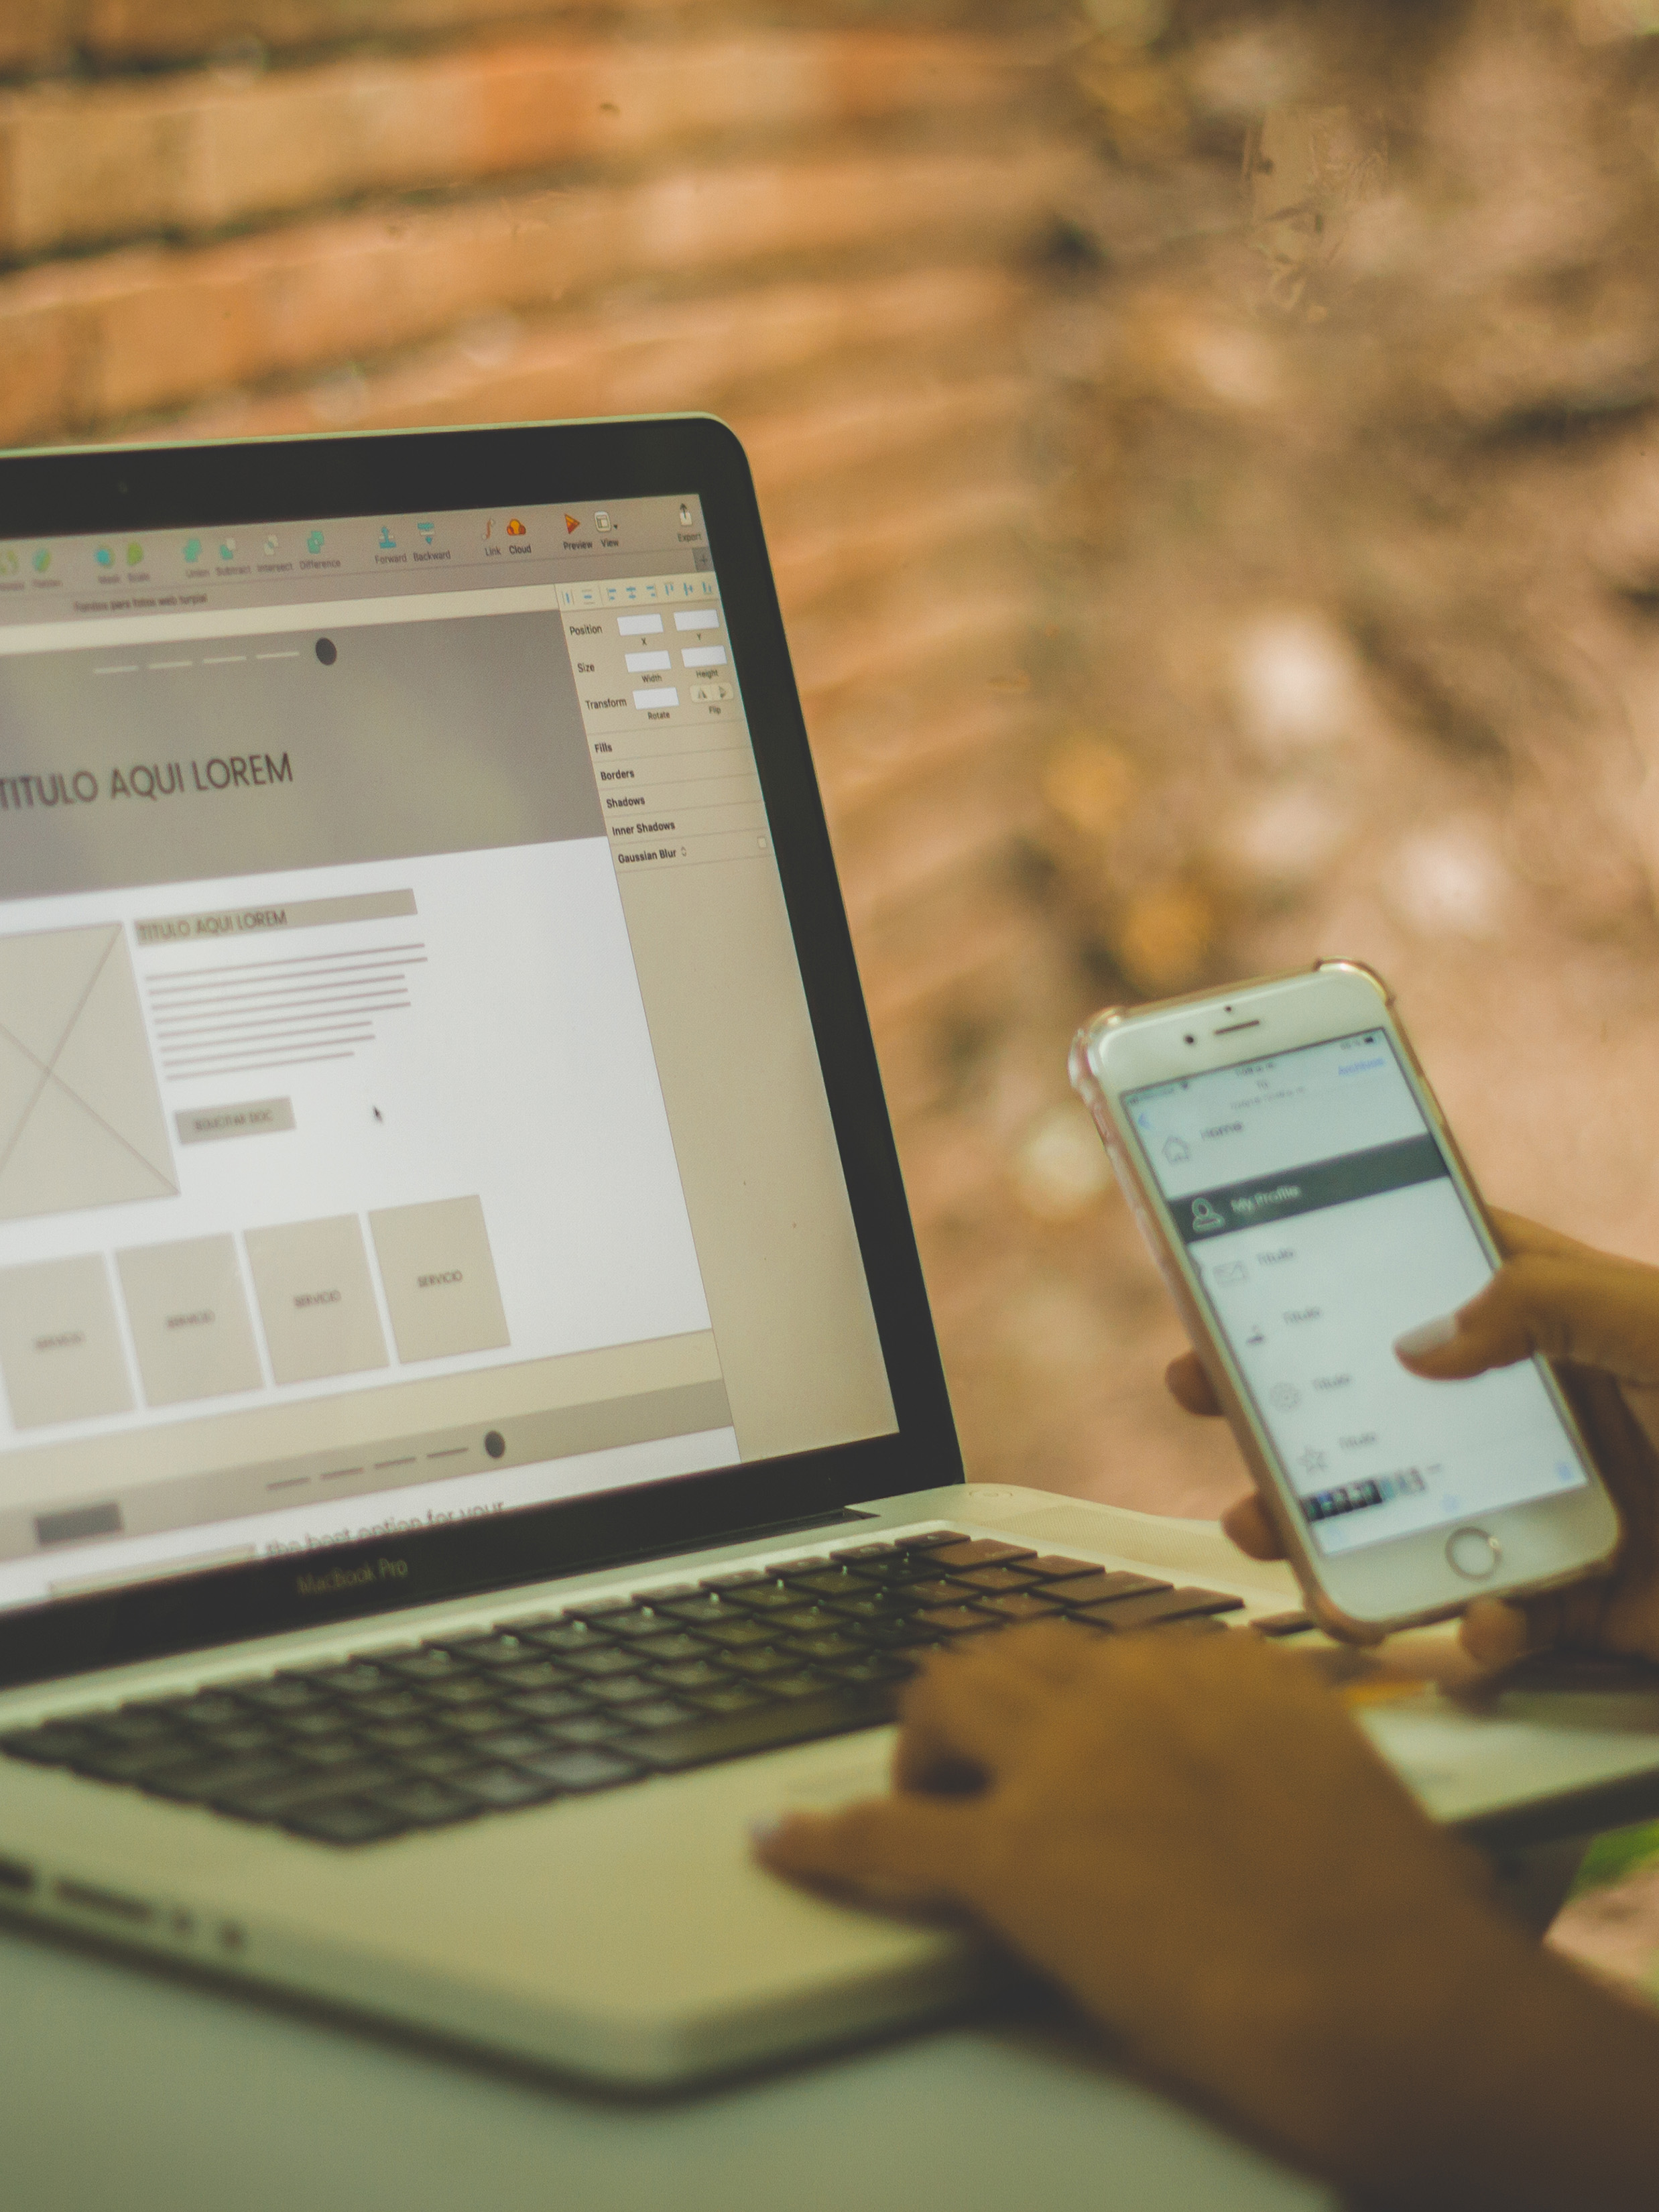 Mask Scale Union Subtract Intersect Difference Forward Backward Link Cloud Preview View Export
Fondos para fotos web turpial
Position
X Y
Size
Width Height
Transform
Rotate Flip
Fills
Borders
Shadows
Inner Shadows
Gaussian Blur
TITULO AQUI LOREM
TITULO AQUI LOREM
SOLICITAR DOC
SERVICIO SERVICIO SERVICIO SERVICIO
the best option for your
MacBook Pro
Home
My Profile
Titulo
Titulo
Titulo
Titulo